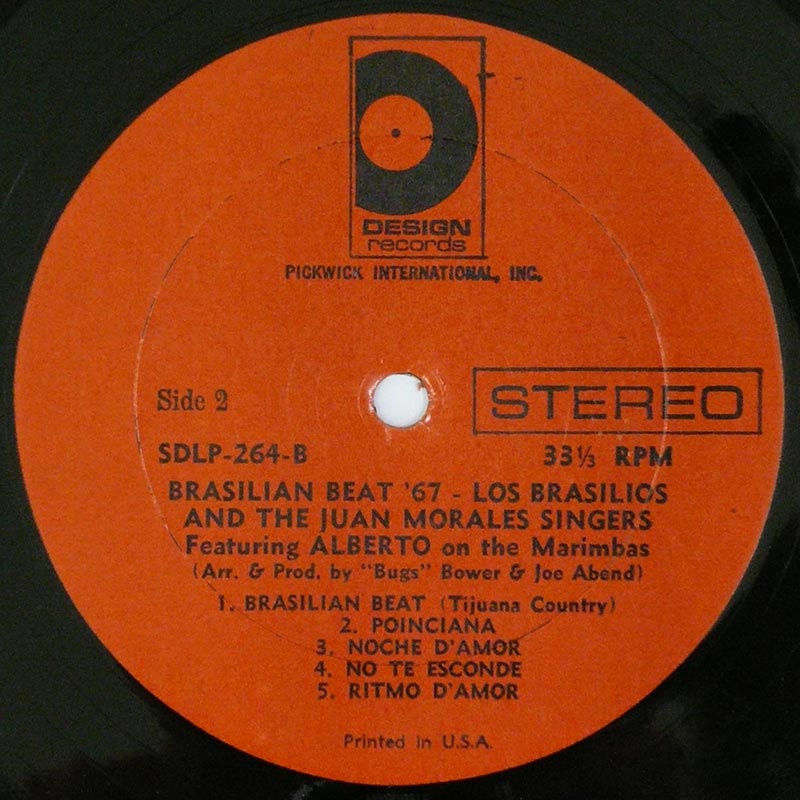 DESIGN
records
PICKWICK INTERNATIONAL, INC.
Side 2
STEREO
SDLP-264-B 33⅓ RPM
BRASILIAN BEAT '67 - LOS BRASILIOS
AND THE JUAN MORALES SINGERS
Featuring ALBERTO on the Marimbas
(Arr. & Prod. by "Bugs" Bower & Joe Abend)
1. BRASILIAN BEAT (Tijuana Country)
2. POINCIANA
3. NOCHE D'AMOR
4. NO TE ESCONDE
5. RITMO D'AMOR
Printed in U.S.A.